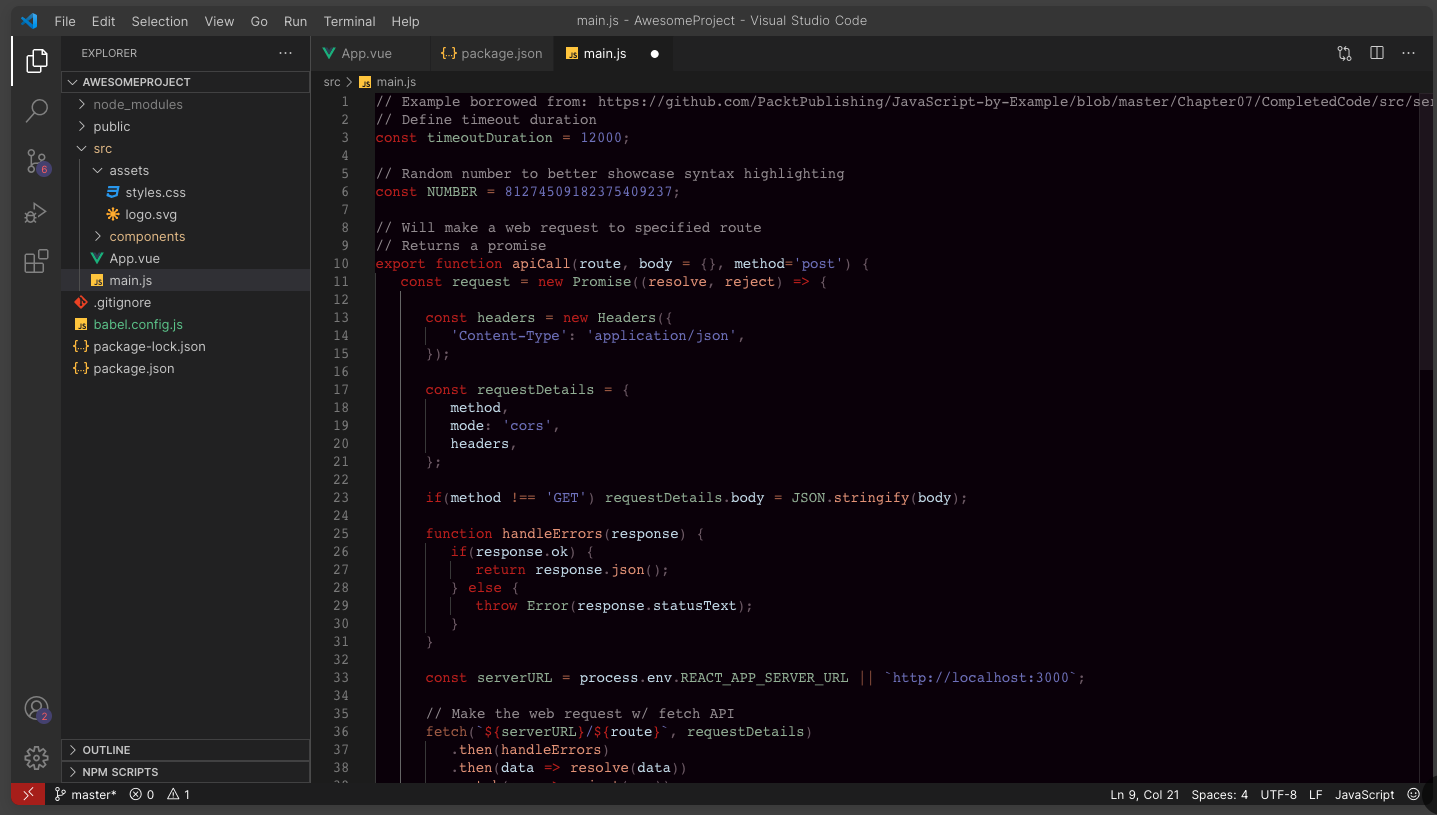 File Edit Selection View Go Run Terminal Help
main.js - AwesomeProject - Visual Studio Code
EXPLORER
AWESOMEPROJECT
node_modules
public
src
assets
styles.css
logo.svg
components
App.vue
main.js
.gitignore
babel.config.js
package-lock.json
package.json
OUTLINE
NPM SCRIPTS
6
2
App.vue {..} package.json JS main.js
src > JS main.js
1 // Example borrowed from: https://github.com/PacktPublishing/JavaScript-by-Example/blob/master/Chapter07/CompletedCode/src/ser
2 // Define timeout duration
3 const timeoutDuration = 12000;
4
5 // Random number to better showcase syntax highlighting
6 const NUMBER = 81274509182375409237;
7
8 // Will make a web request to specified route
9 // Returns a promise
10 export function apiCall(route, body = {}, method='post') {
11 const request = new Promise((resolve, reject) => {
12
13 const headers = new Headers({
14 'Content-Type': 'application/json',
15 });
16
17 const requestDetails = {
18 method,
19 mode: 'cors',
20 headers,
21 };
22
23 if(method !== 'GET') requestDetails.body = JSON.stringify(body);
24
25 function handleErrors(response) {
26 if(response.ok) {
27 return response.json();
28 } else {
29 throw Error(response.statusText);
30 }
31 }
32
33 const serverURL = process.env.REACT_APP_SERVER_URL || `http://localhost:3000`;
34
35 // Make the web request w/ fetch API
36 fetch(`${serverURL}/${route}`, requestDetails)
37 .then(handleErrors)
38 .then(data => resolve(data))
master* 0 1
Ln 9, Col 21 Spaces: 4 UTF-8 LF JavaScript